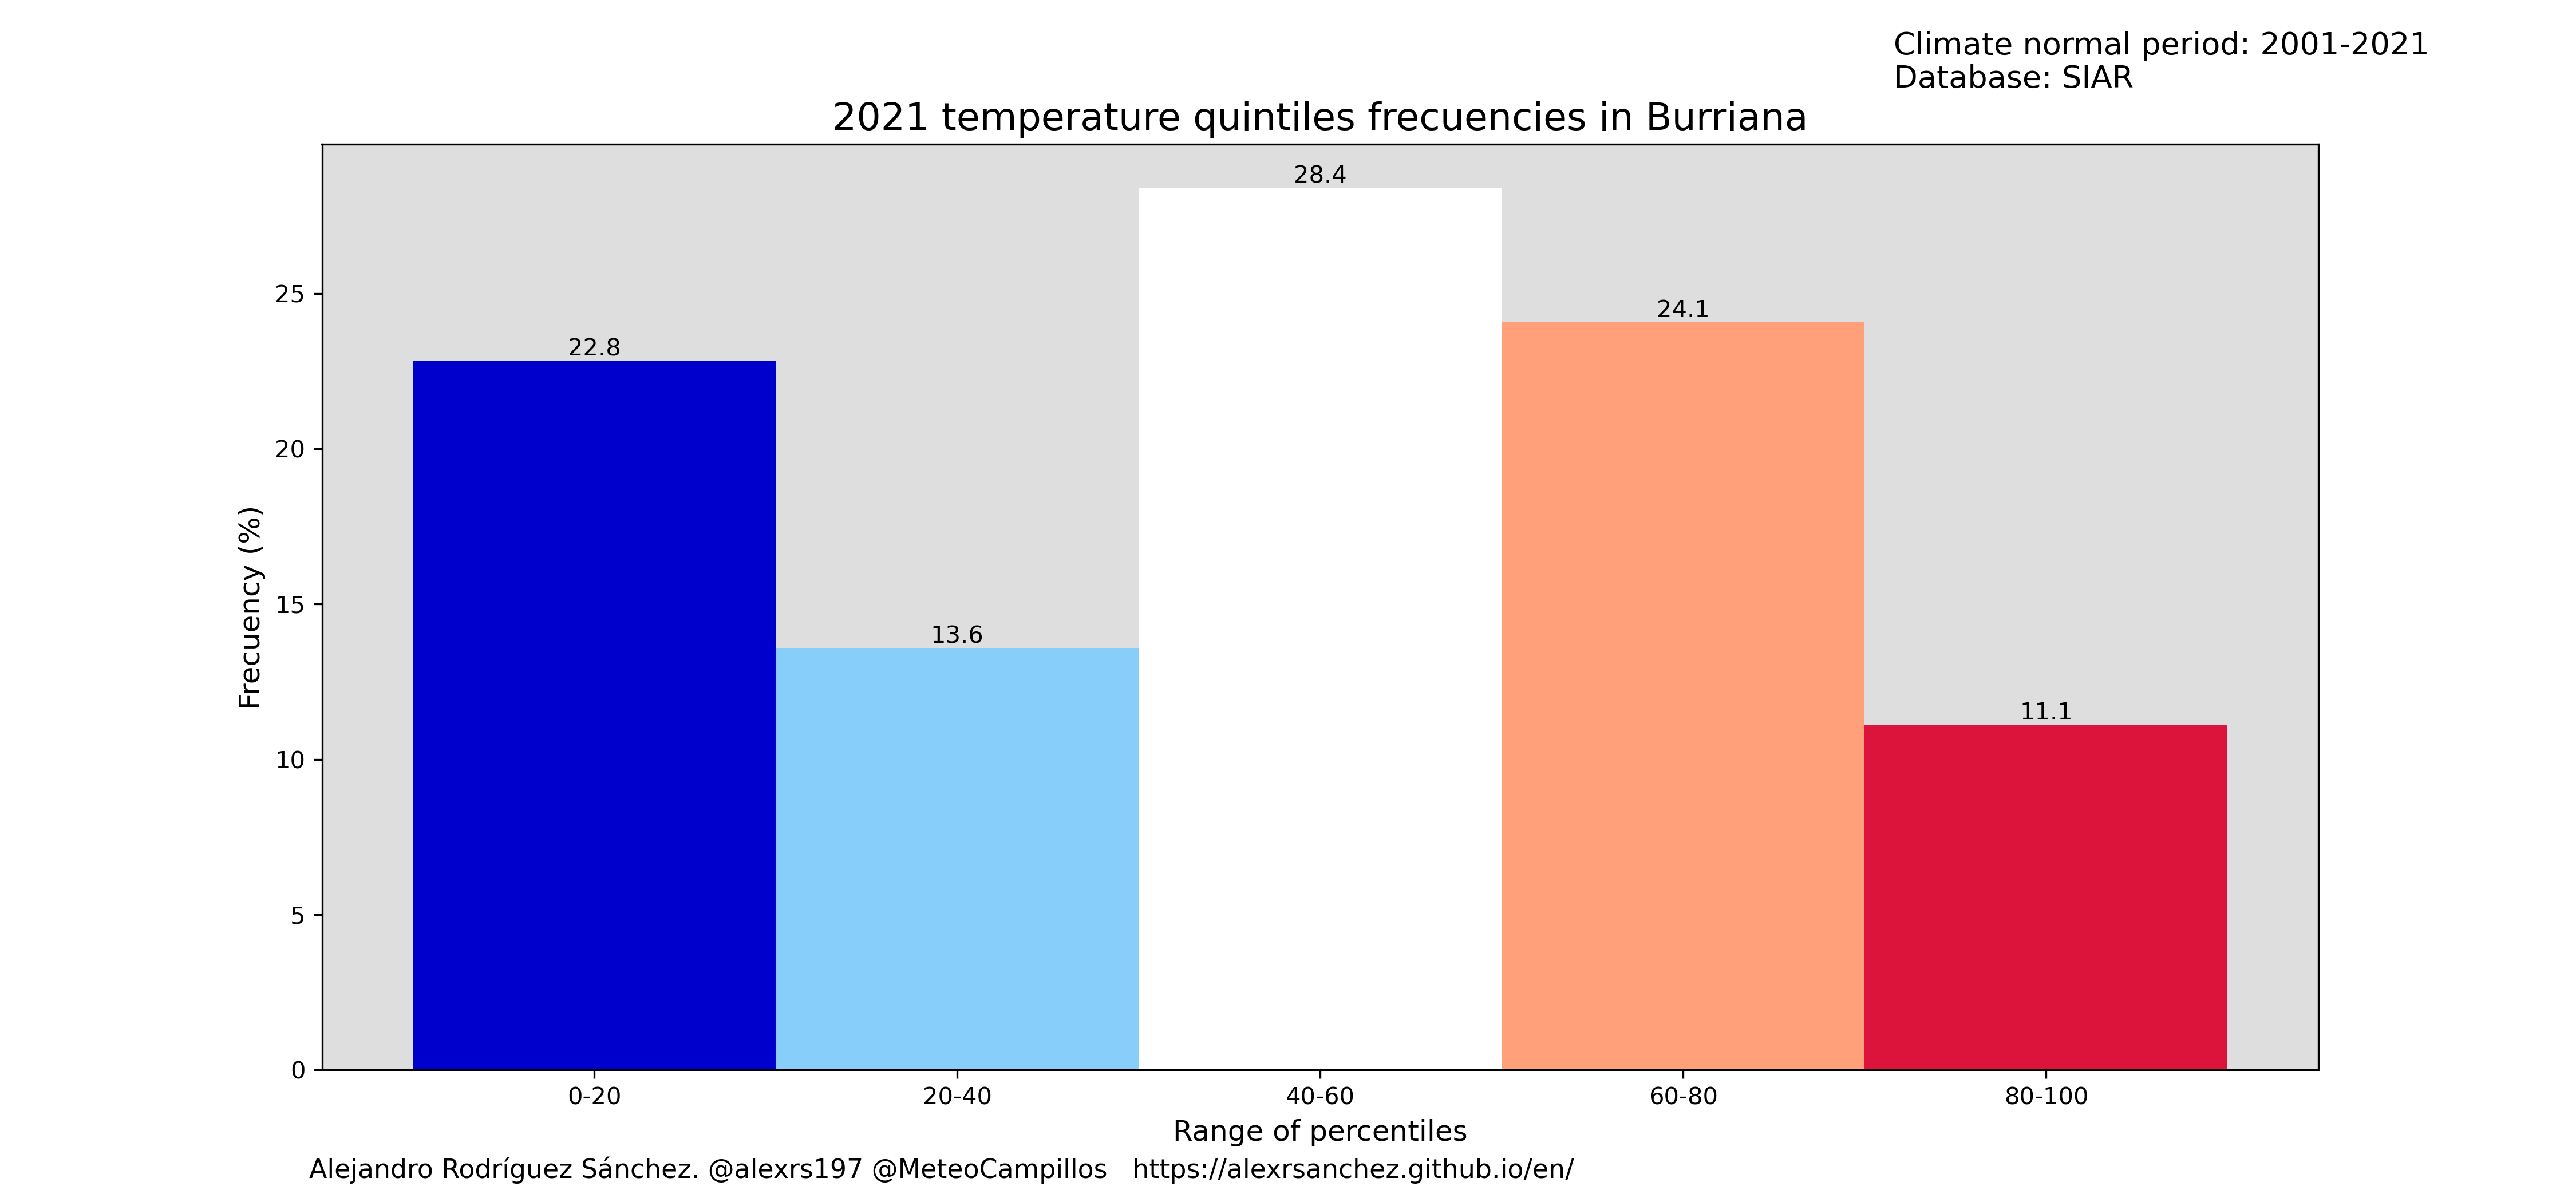 Climate normal period: 2001-2021
Database: SIAR
2021 temperature quintiles frecuencies in Burriana
28.4
24.1
22.8
13.6
11.1
Frecuency (%)
25
20
15
10
5
0
0-20 20-40 40-60 60-80 80-100
Range of percentiles
Alejandro Rodríguez Sánchez. @alexrs197 @MeteoCampillos https://alexrsanchez.github.io/en/